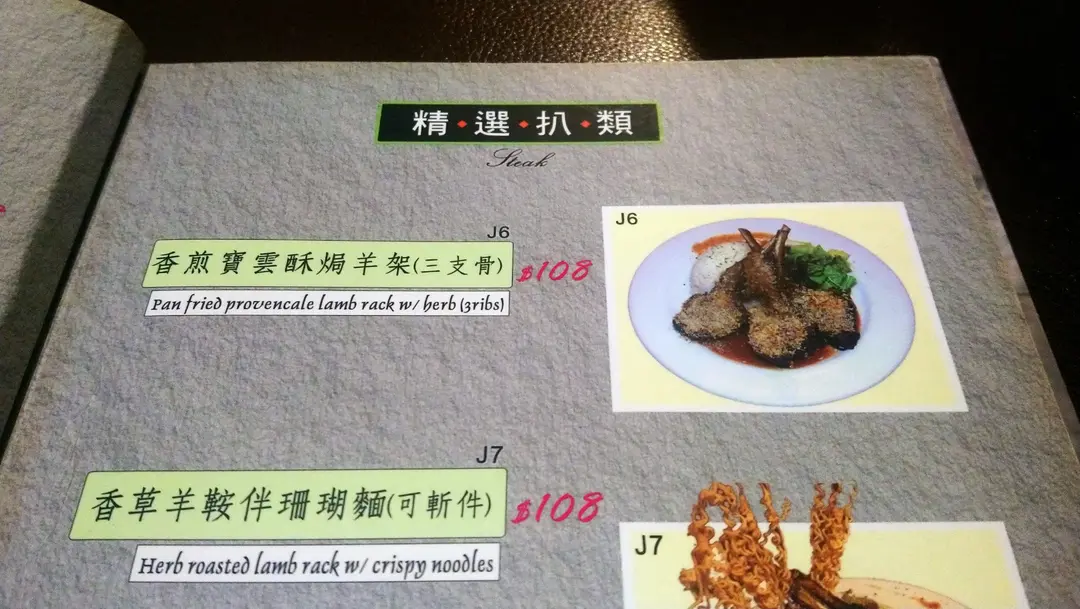 精·選·扒·類
Steak
J6
香煎寶雲酥焗羊架(三支骨)
$108
Pan fried provencale lamb rack w/ herb (3ribs)
J6
J7
香草羊鞍伴珊瑚麵(可斬件)
$108
Herb roasted lamb rack w/ crispy noodles
J7